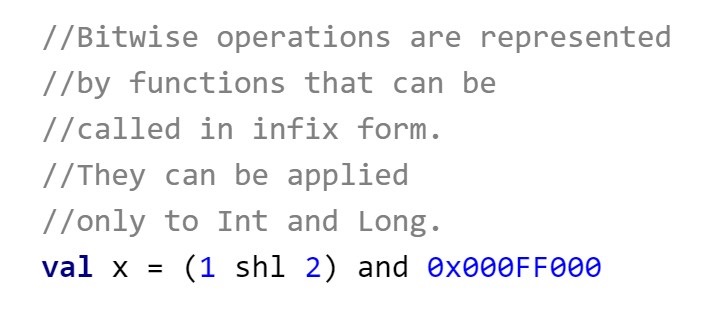 //Bitwise operations are represented
//by functions that can be
//called in infix form.
//They can be applied
//only to Int and Long.
val x = (1 shl 2) and 0x000FF000